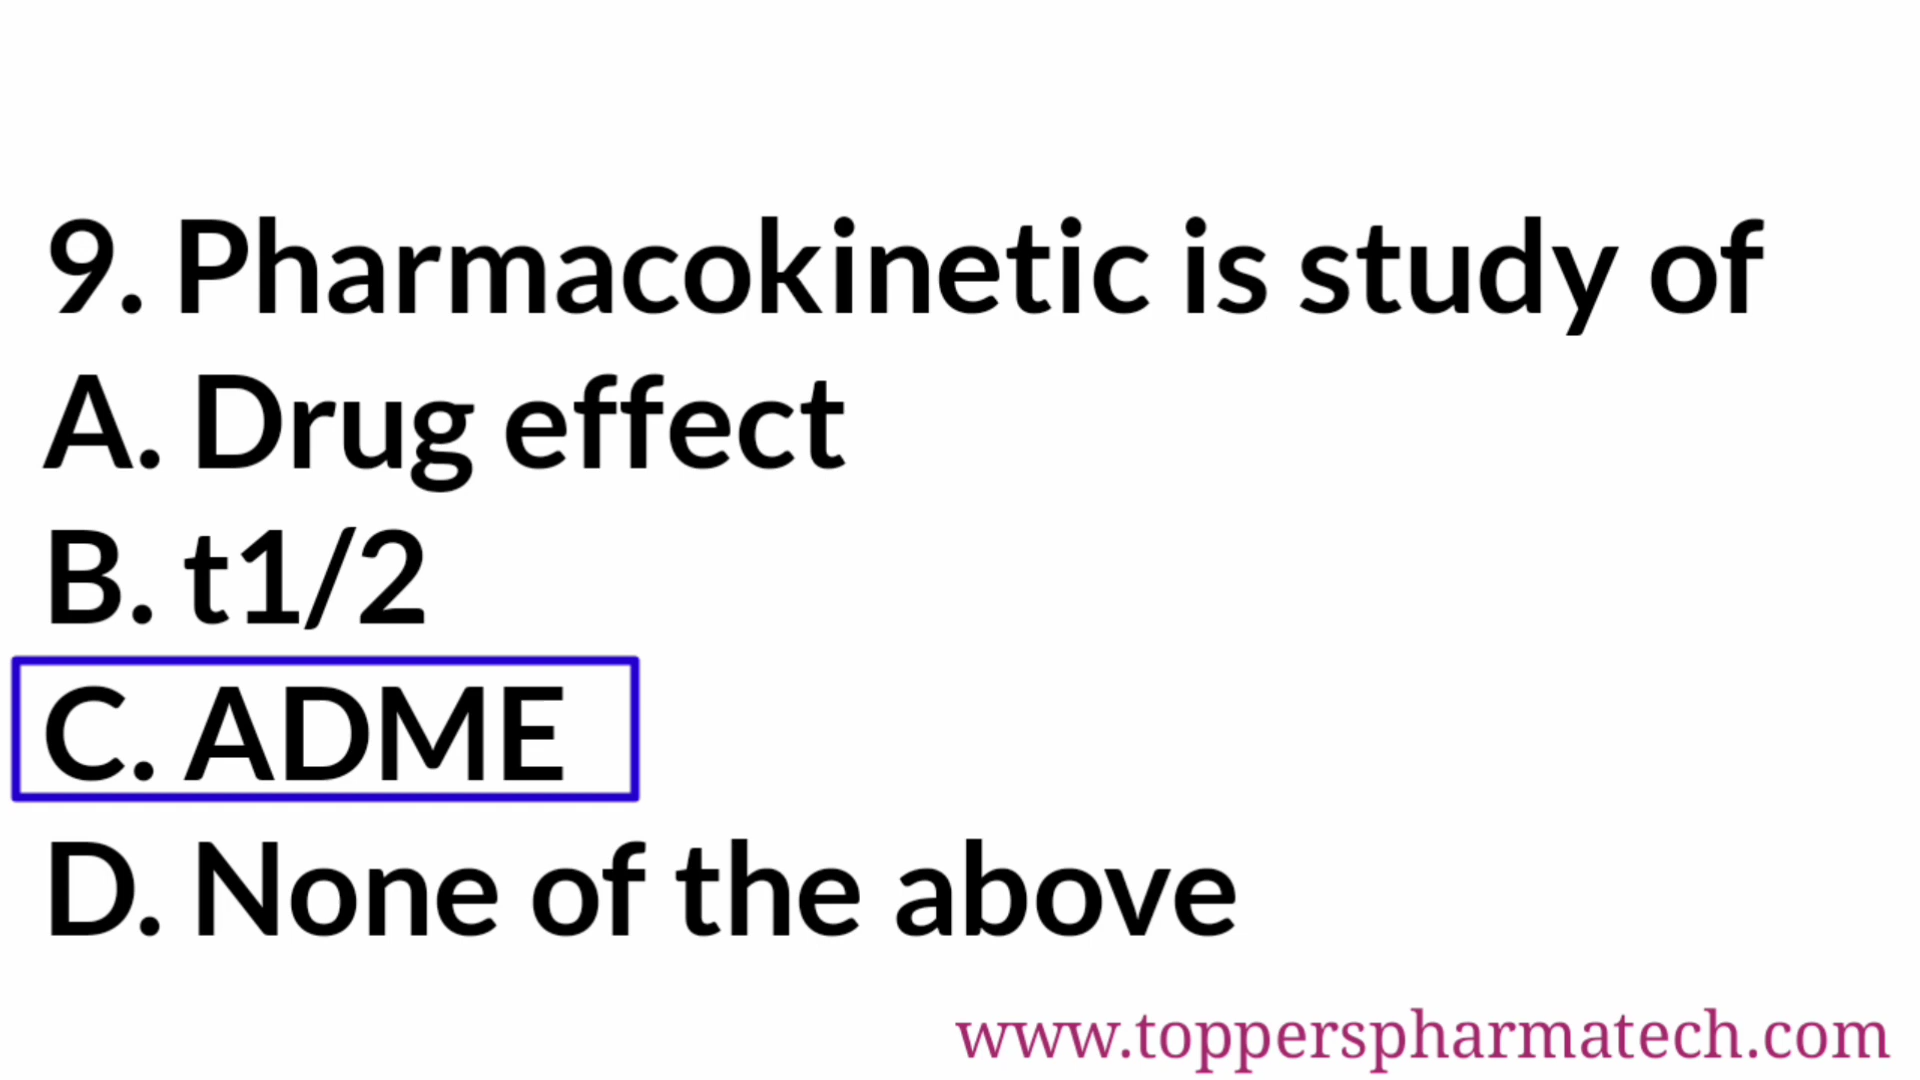 9. Pharmacokinetic is study of
A. Drug effect
B. t1/2
C. ADME
D. None of the above
www.topperspharmatech.com